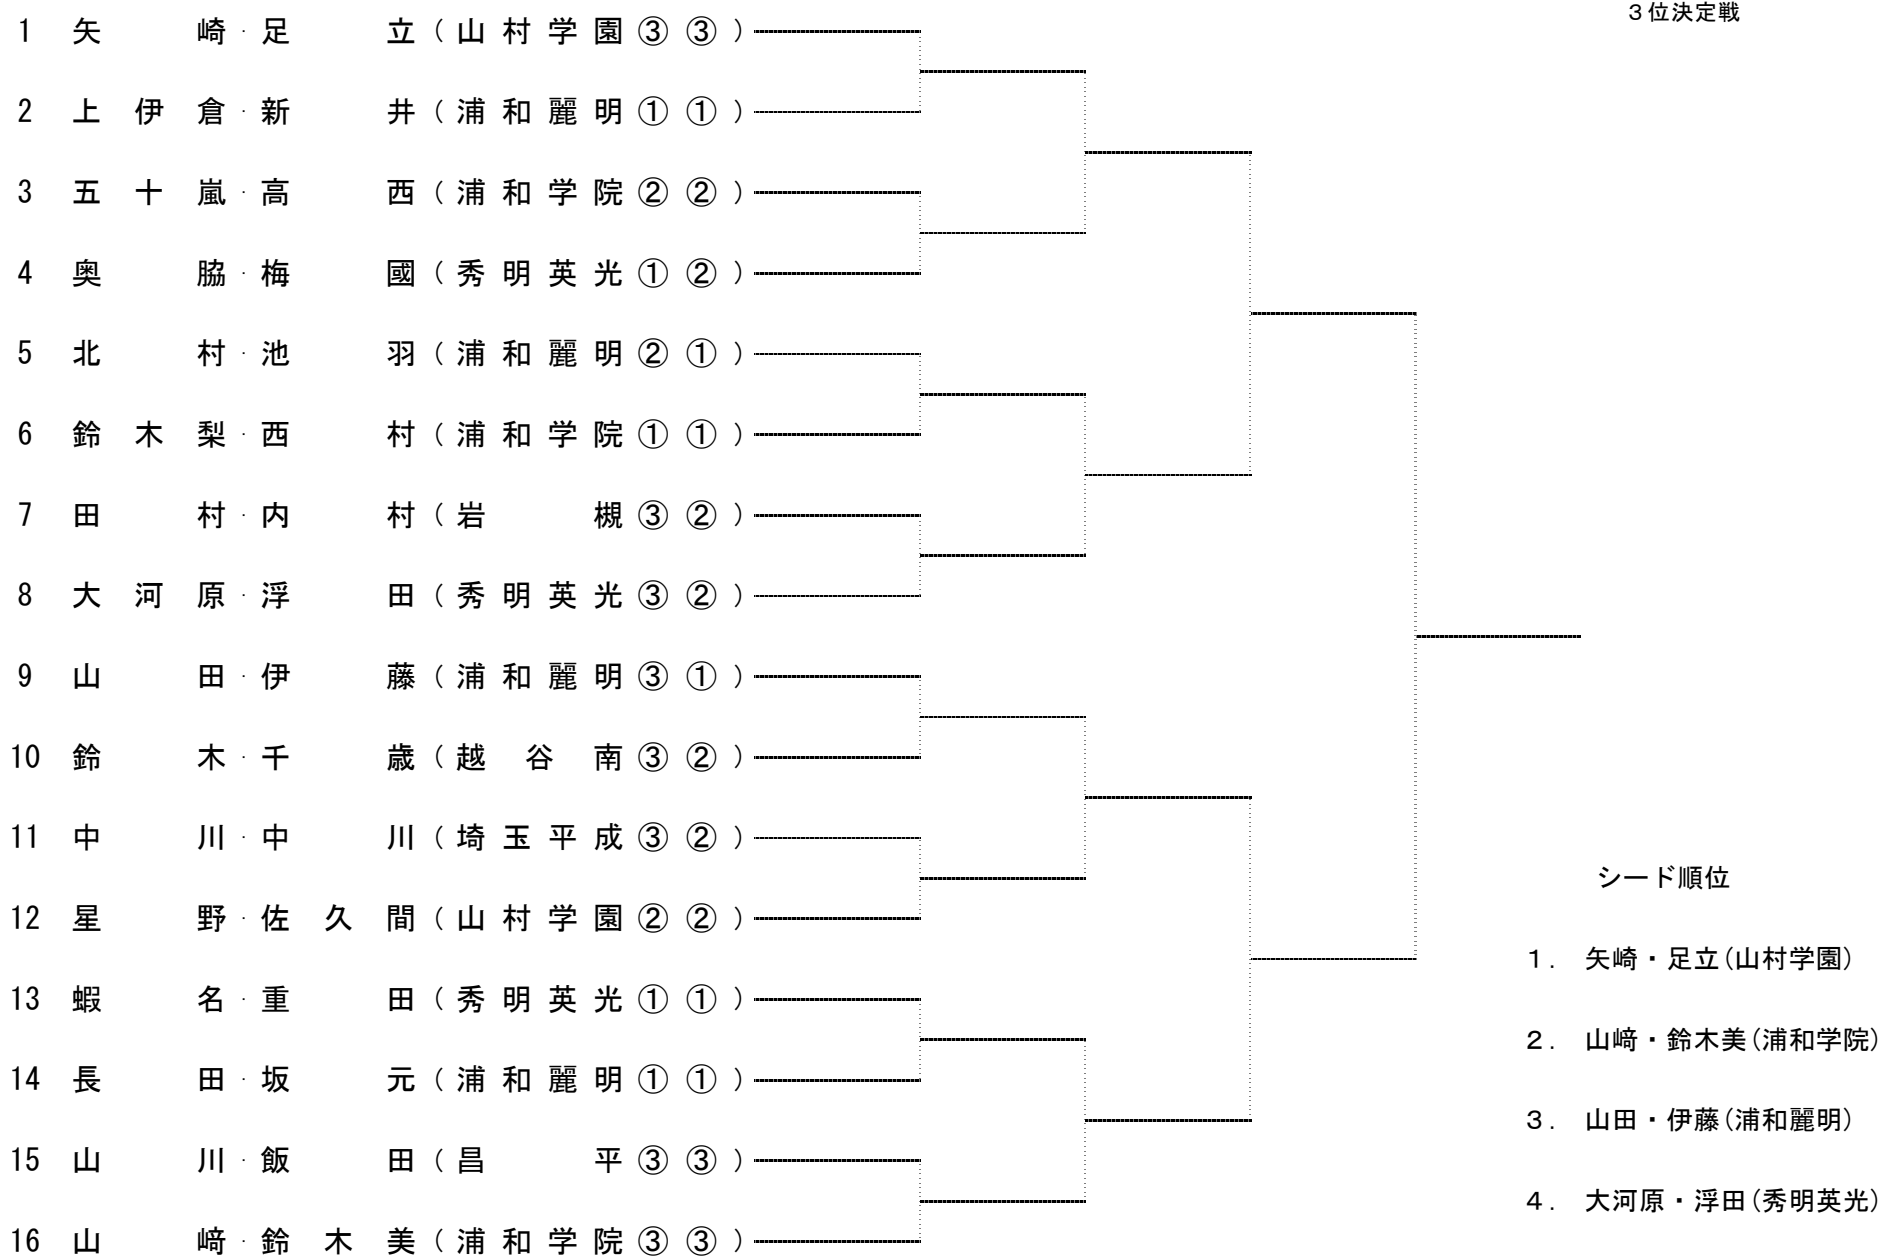 ３位決定戦
1 矢崎・足立(山村学園③③)
2 上伊倉・新井(浦和麗明①①)
3 五十嵐・高西(浦和学院②②)
4 奥脇・梅國(秀明英光①②)
5 北村・池羽(浦和麗明②①)
6 鈴木梨・西村(浦和学院①①)
7 田村・内村(岩槻③②)
8 大河原・浮田(秀明英光③②)
9 山田・伊藤(浦和麗明③①)
10 鈴木・千歳(越谷南③②)
11 中川・中川(埼玉平成③②)
12 星野・佐久間(山村学園②②)
13 蝦名・重田(秀明英光①①)
14 長田・坂元(浦和麗明①①)
15 山川・飯田(昌平③③)
16 山﨑・鈴木美(浦和学院③③)
シード順位
１． 矢崎・足立(山村学園)
２． 山﨑・鈴木美(浦和学院)
３． 山田・伊藤(浦和麗明)
４． 大河原・浮田(秀明英光)